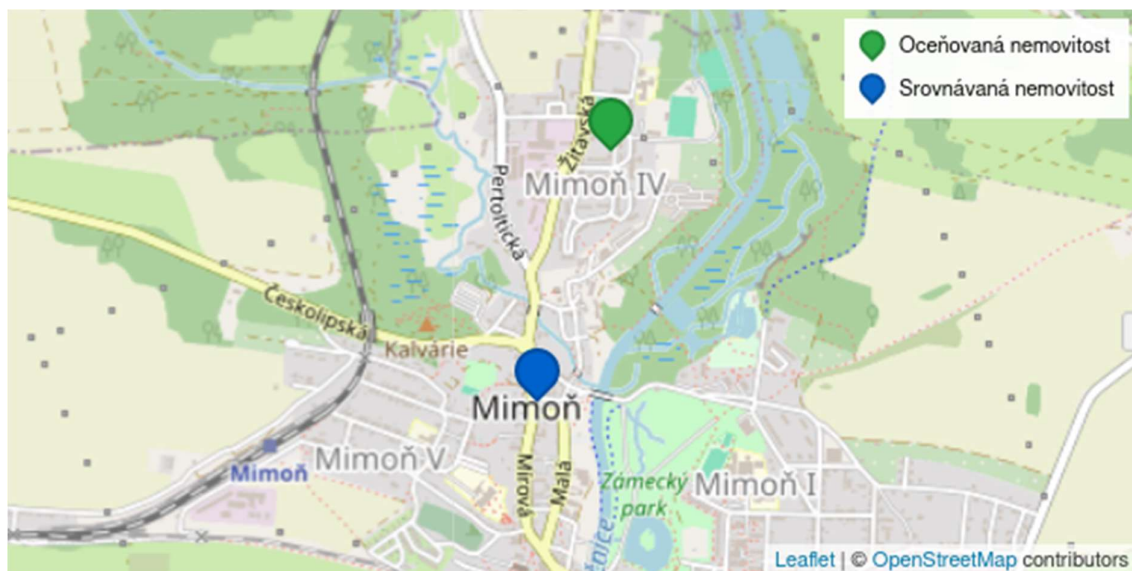 Oceňovaná nemovitost
Srovnávaná nemovitost
Žitavská
Mimoň IV
Pertoltická
Českolipská
Kalvárie
Mimoň
Mimoň V
Mimoň
Mírová
Malá
Zámecký
park
Mimoň I
šnice
Leaflet | © OpenStreetMap contributors